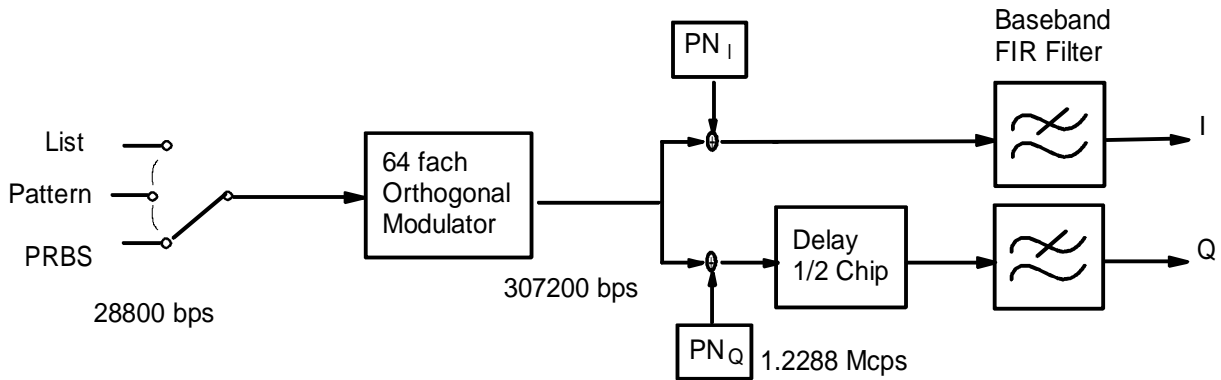 List
Pattern
PRBS
28800 bps
64 fach
Orthogonal
Modulator
307200 bps
PN I
PN Q
1.2288 Mcps
Delay
1/2 Chip
Baseband
FIR Filter
I
Q